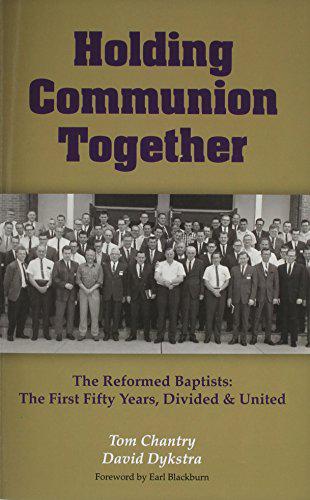 Holding
Communion
Together
The Reformed Baptists:
The First Fifty Years, Divided & United
Tom Chantry
David Dykstra
Foreword by Earl Blackburn